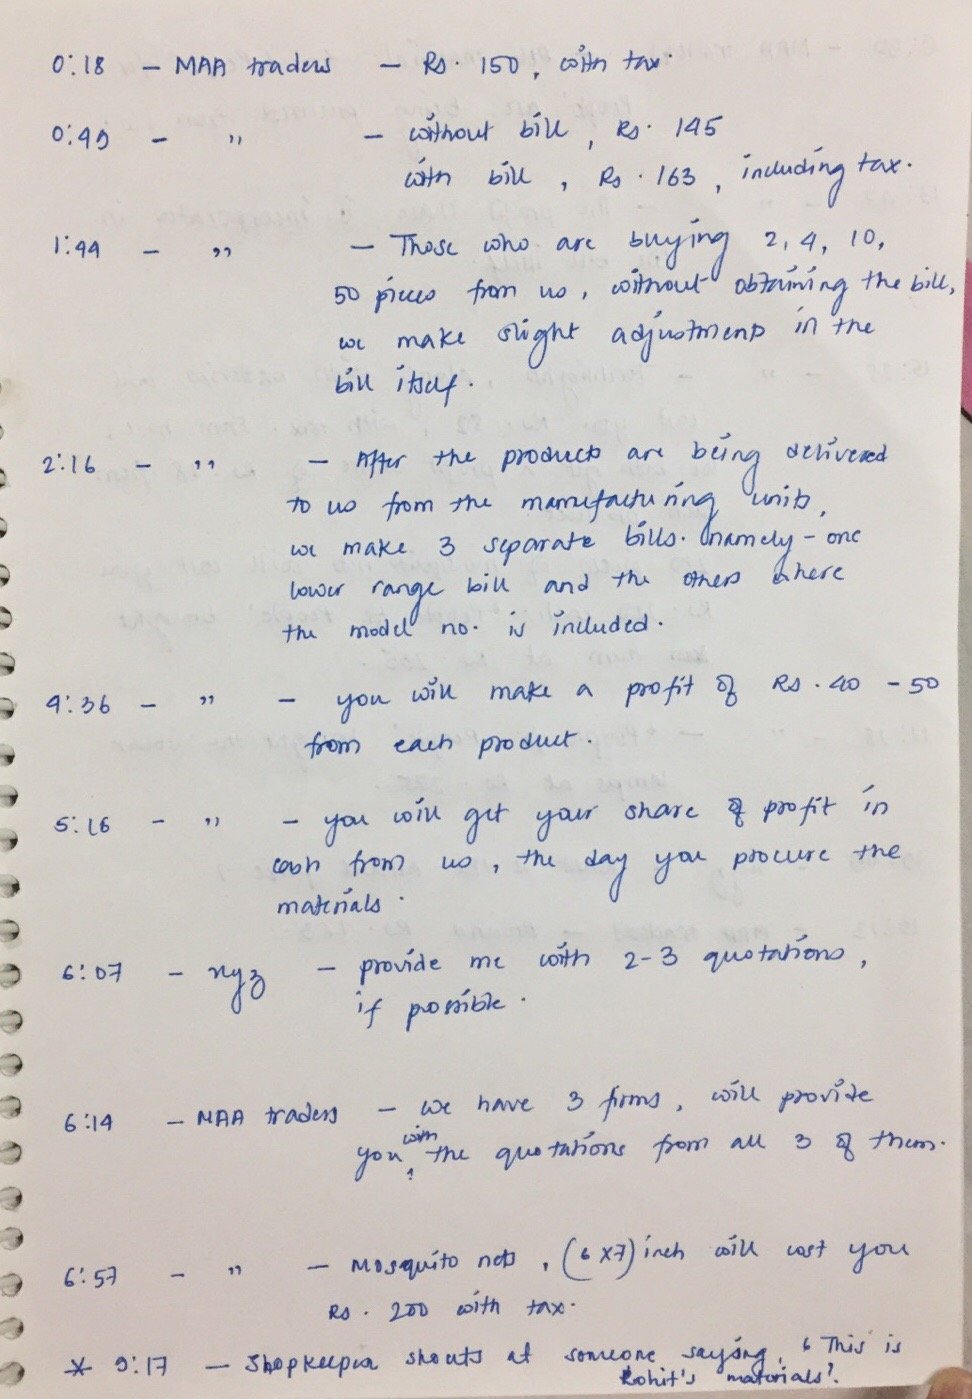 0:18 - MAA traders - Rs. 150, with tax
0:49 - " - without bill, Rs. 145
with bill, Rs. 163, including tax.
1:44 - " - Those who are buying 2, 4, 10,
50 pieces from us, without obtaining the bill,
we make slight adjustments in the
bill itself.
2:16 - " - After the products are being delivered
to us from the manufacturing units,
we make 3 separate bills. namely - one
lower range bill and the others where
the model no. is included.
4:36 - " - you will make a profit of Rs. 40 - 50
from each product.
5:16 - " - you will get your share of profit in
cash from us, the day you procure the
materials.
6:07 - xyz - provide me with 2-3 quotations,
if possible.
6:14 - MAA traders - we have 3 firms, will provide
you with the quotations from all 3 of them.
6:57 - " - Mosquito nets, (6 x 7) inch will cost you
Rs. 200 with tax.
* 9:17 - Shopkeeper shouts at someone saying, 'This is
Rohit's materials'.